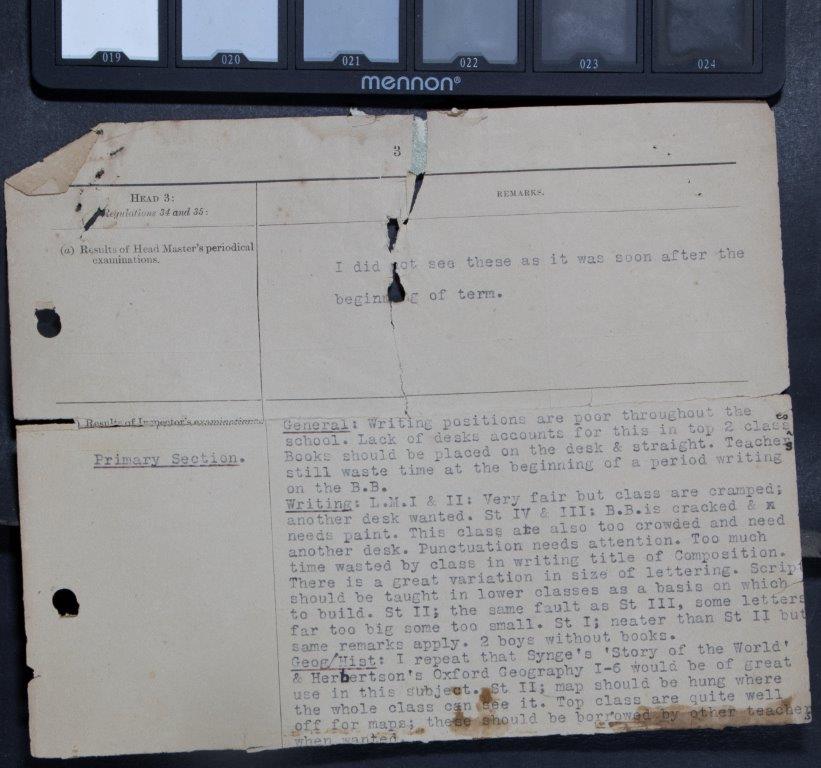 019 020 021 022 023 024
mennon®
3
HEAD 3:
Regulations 34 and 35:
REMARKS.
(a) Results of Head Master's periodical
examinations.
I did not see these as it was soon after the
beginning of term.
Results of Inspector's examinations.
Primary Section.
General: Writing positions are poor throughout the
school. Lack of desks accounts for this in top 2 classes
Books should be placed on the desk & straight. Teachers
still waste time at the beginning of a period writing
on the B.B.
Writing: L.M.I & II: Very fair but class are cramped;
another desk wanted. St IV & III: B.B.is cracked &
needs paint. This class are also too crowded and need
another desk. Punctuation needs attention. Too much
time wasted by class in writing title of Composition.
There is a great variation in size of lettering. Script
should be taught in lower classes as a basis on which
to build. St II; the same fault as St III, some letters
far too big some too small. St I; neater than St II but
same remarks apply. 2 boys without books.
Geog/Hist: I repeat that Synge's 'Story of the World'
& Herbertson's Oxford Geography I-6 would be of great
use in this subject. St II; map should be hung where
the whole class can see it. Top class are quite well
off for maps; these should be borrowed by other teachers
when wanted.